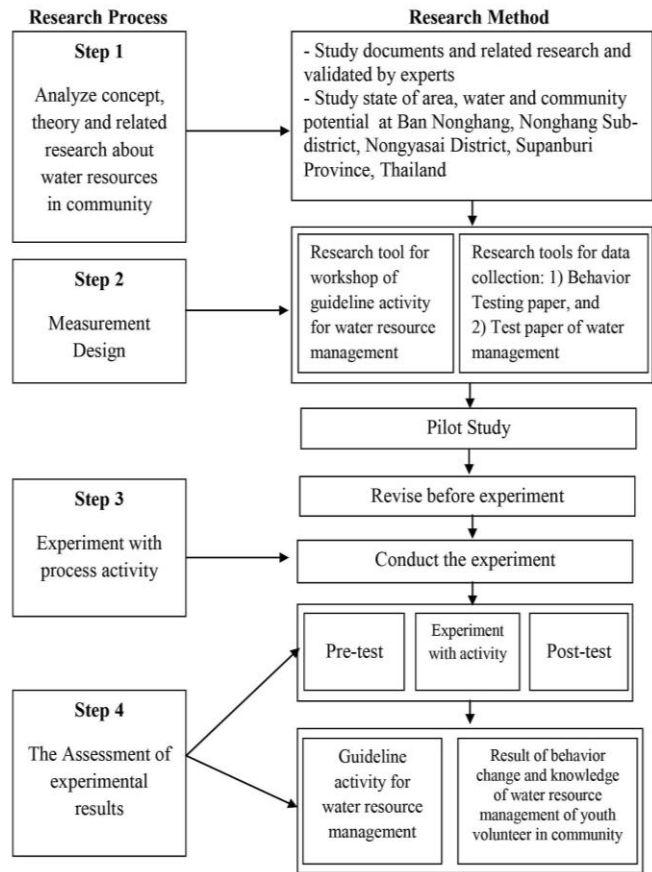 Research Process
Research Method
Step 1
Analyze concept,
theory and related
research about
water resources
in community
- Study documents and related research and
validated by experts
- Study state of area, water and community
potential at Ban Nonghang, Nonghang Sub-
district, Nongyasai District, Supanburi
Province, Thailand
Step 2
Measurement
Design
Research tool for
workshop of
guideline activity
for water resource
management
Research tools for data
collection: 1) Behavior
Testing paper, and
2) Test paper of water
management
Pilot Study
Revise before experiment
Step 3
Experiment with
process activity
Conduct the experiment
Pre-test
Experiment
with activity
Post-test
Step 4
The Assessment of
experimental
results
Guideline
activity for
water resource
management
Result of behavior
change and knowledge
of water resource
management of youth
volunteer in community